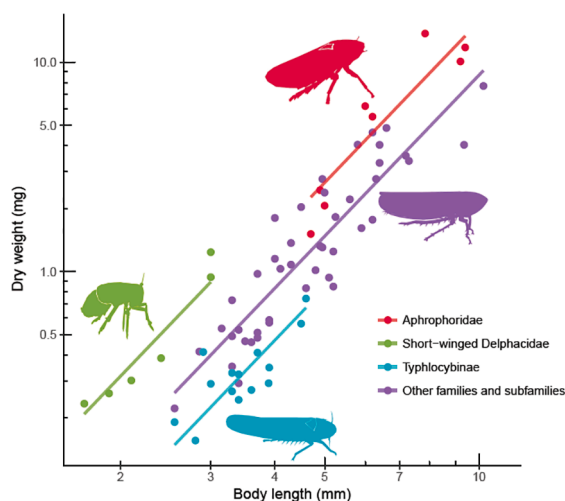 10.0
5.0
1.0
0.5
Dry weight (mg)
Aphrophoridae
Short-winged Delphacidae
Typhlocybinae
Other families and subfamilies
2 3 4 5 7 10
Body length (mm)